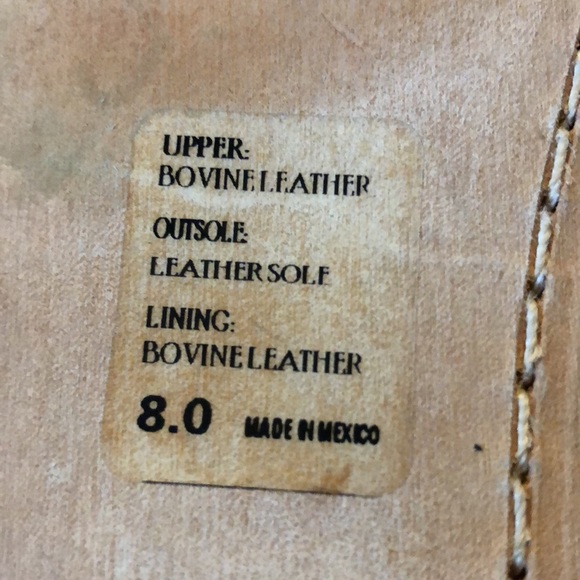 UPPER:
BOVINE LEATHER
OUTSOLE:
LEATHER SOLE
LINING:
BOVINE LEATHER
8.0 MADE IN MEXICO